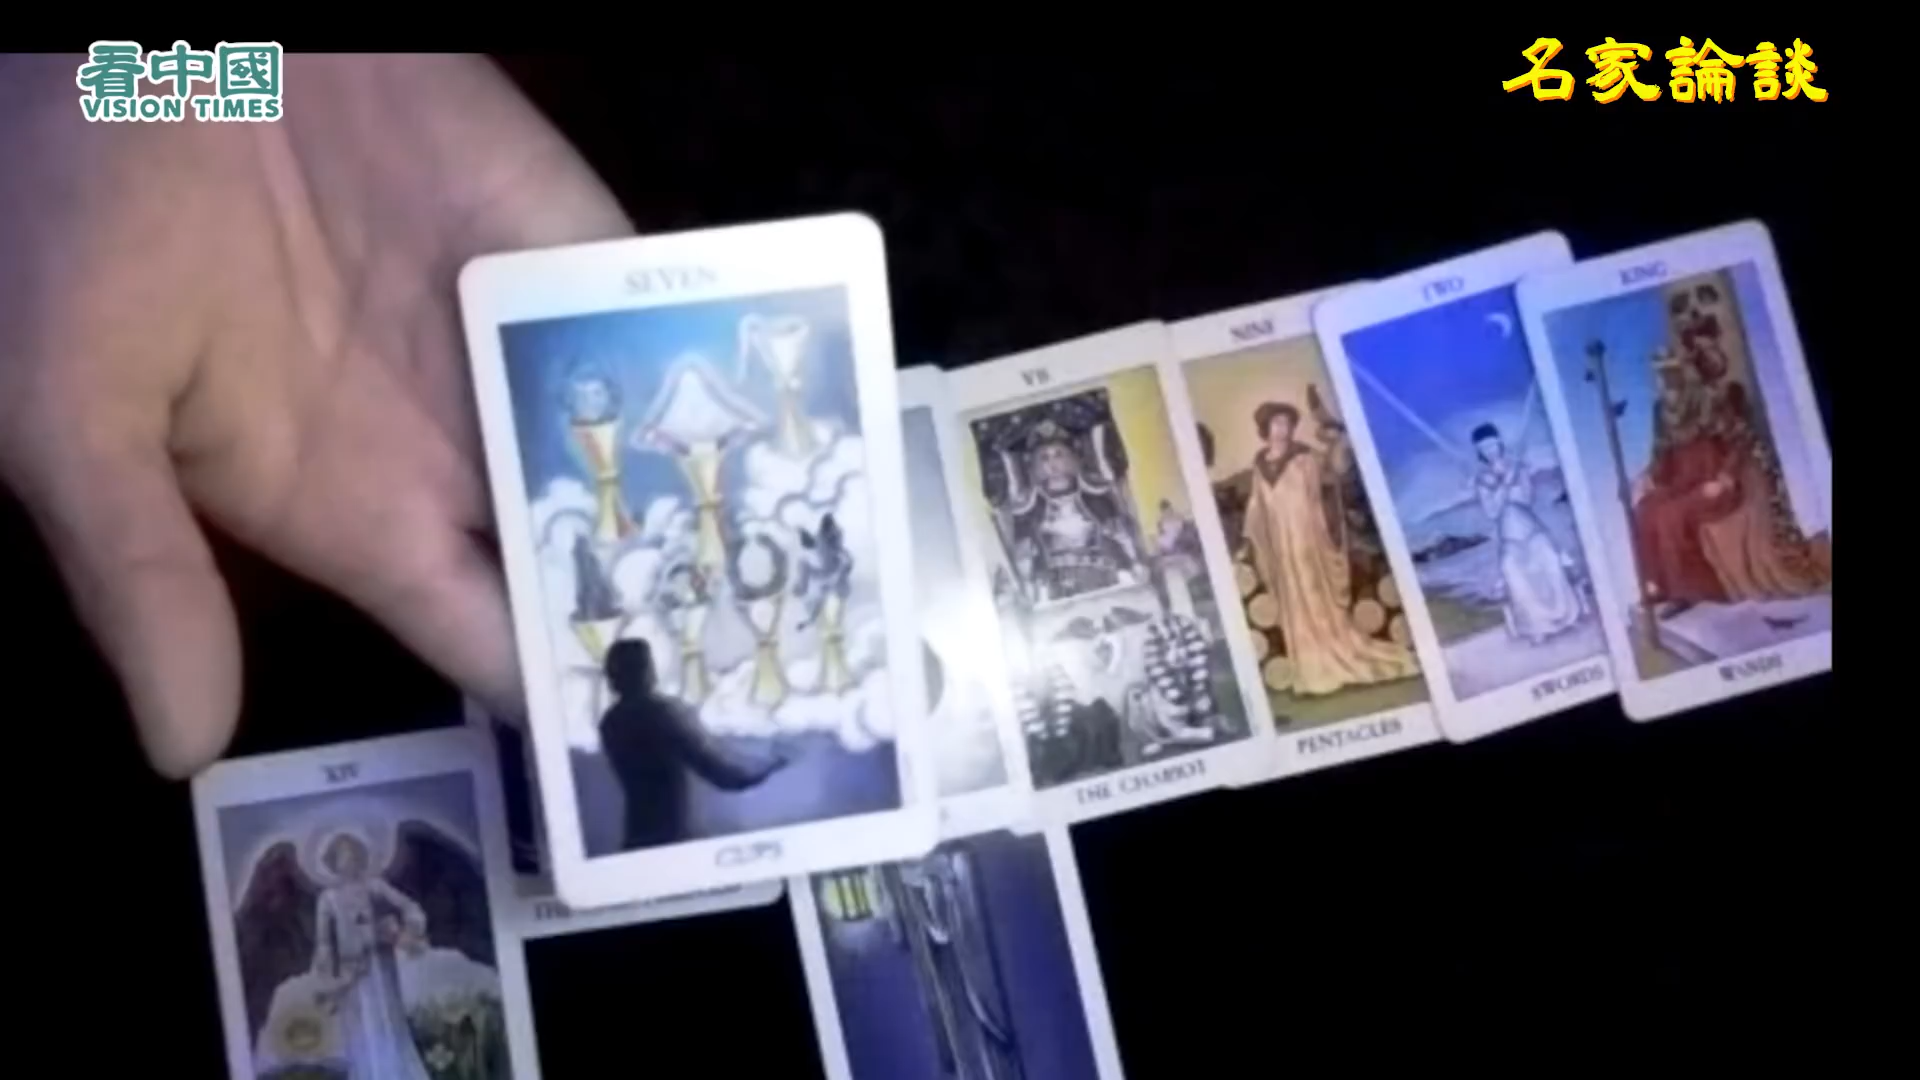 看中國
VISION TIMES
名家論談
SEVEN
CUPS
VII
THE CHARIOT
NINE
PENTACLES
TWO
SWORDS
KING
WANDS
XIV
THE